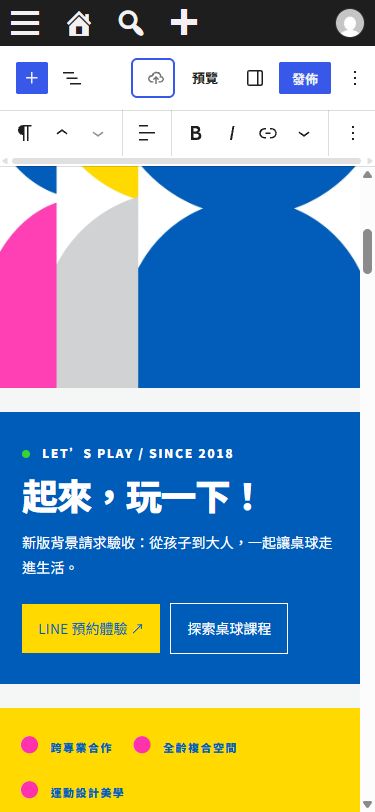 預覽
發佈
B
I
LET’S PLAY / SINCE 2018
起來，玩一下！
新版背景請求驗收：從孩子到大人，一起讓桌球走
進生活。
LINE 預約體驗 ↗
探索桌球課程
跨專業合作
全齡複合空間
運動設計美學